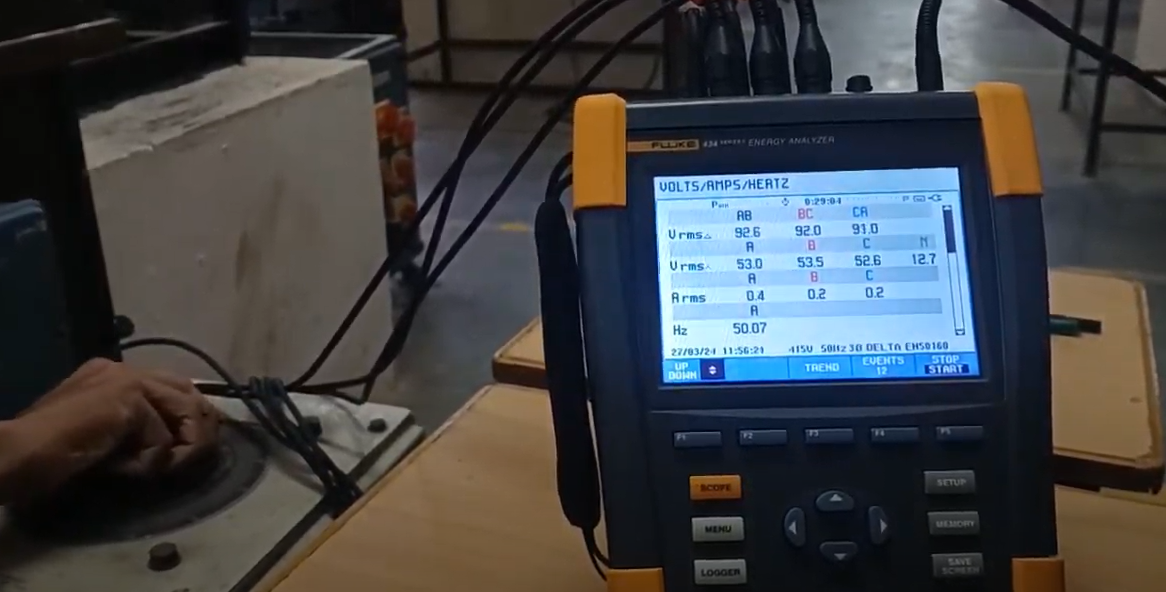 FLUKE 434 SERIES II ENERGY ANALYZER
VOLTS/AMPS/HERTZ
0:29:04
AB BC CA
Vrms 92.6 92.0 91.0
A B C N
Vrms 53.0 53.5 52.6 12.7
A B C
Arms 0.4 0.2 0.2
A
Hz 50.07
27/03/24 11:56:21 415V 50Hz 3Ø DELTA EN50160
UP DOWN TREND EVENTS 12 STOP START
F1 F2 F3 F4 F5
SCOPE SETUP
MENU MEMORY
LOGGER SAVE SCREEN